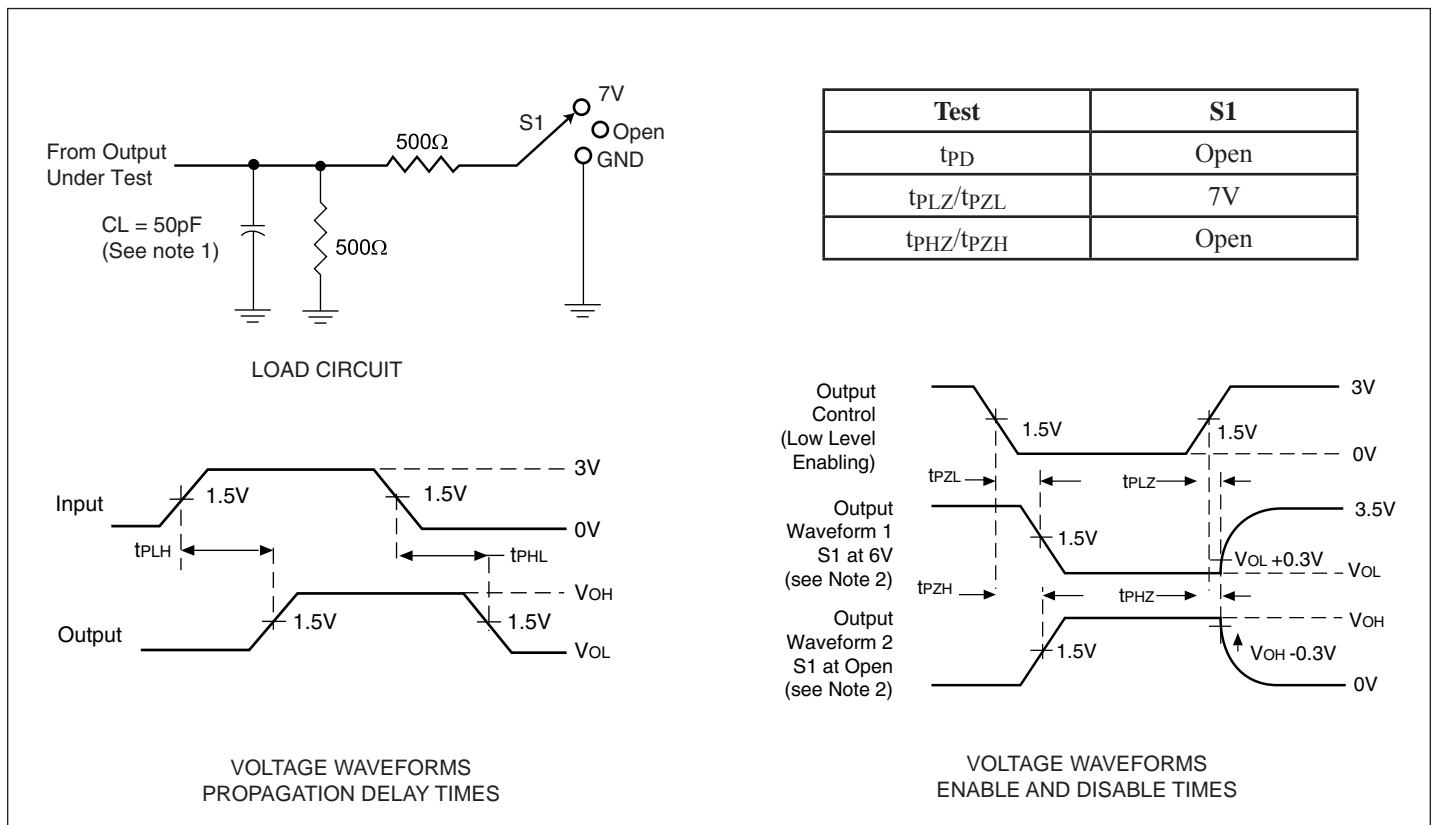 7V
S1
Open
GND
500Ω
From Output
Under Test
CL = 50pF
(See note 1)
500Ω
LOAD CIRCUIT
Test S1
tPD Open
tPLZ/tPZL 7V
tPHZ/tPZH Open
Input
1.5V
1.5V
3V
0V
tPLH
tPHL
Output
1.5V
1.5V
VOH
VOL
VOLTAGE WAVEFORMS
PROPAGATION DELAY TIMES
Output
Control
(Low Level
Enabling)
1.5V
1.5V
3V
0V
tPZL
tPLZ
Output
Waveform 1
S1 at 6V
(see Note 2)
1.5V
3.5V
VOL +0.3V
VOL
tPZH
tPHZ
Output
Waveform 2
S1 at Open
(see Note 2)
1.5V
VOH
VOH -0.3V
0V
VOLTAGE WAVEFORMS
ENABLE AND DISABLE TIMES